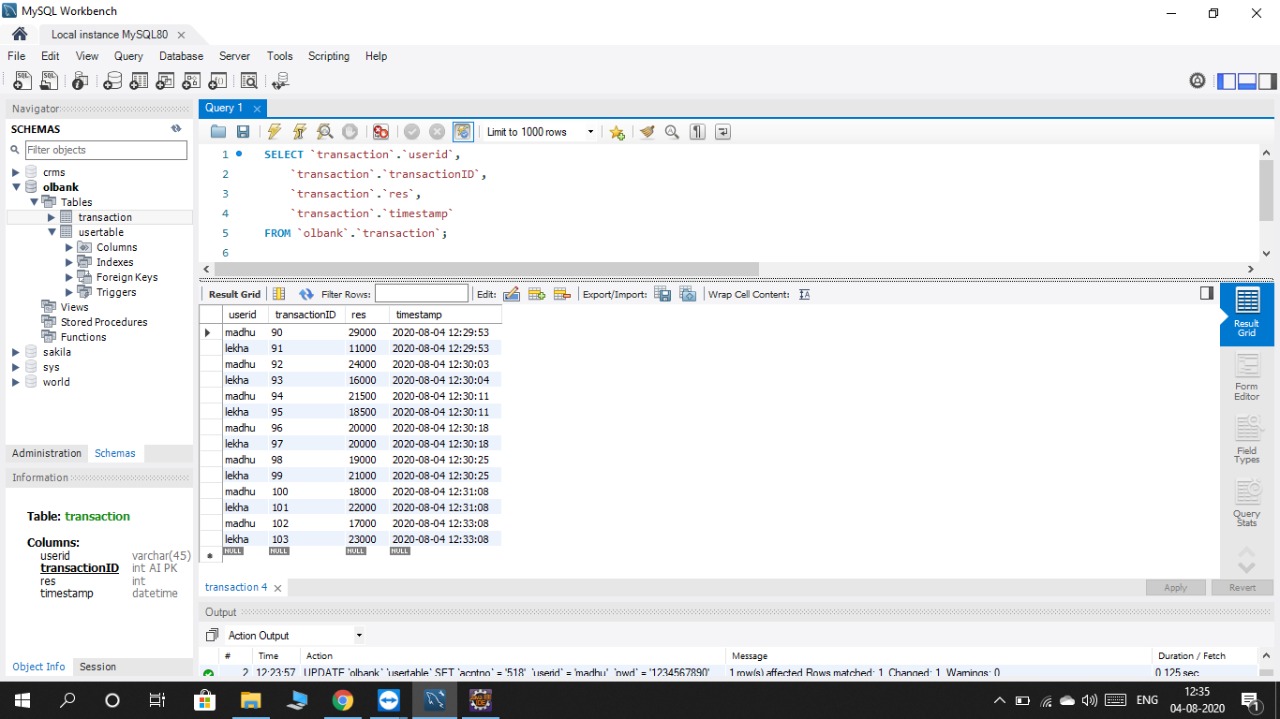 MySQL Workbench
Local instance MySQL80
File Edit View Query Database Server Tools Scripting Help
Navigator
SCHEMAS
Filter objects
crms
olbank
Tables
transaction
usertable
Columns
Indexes
Foreign Keys
Triggers
Views
Stored Procedures
Functions
sakila
sys
world
Administration Schemas
Information
Table: transaction
Columns:
userid varchar(45)
transactionID int AI PK
res int
timestamp datetime
Object Info Session
Query 1
Limit to 1000 rows
1 SELECT `transaction`.`userid`,
2 `transaction`.`transactionID`,
3 `transaction`.`res`,
4 `transaction`.`timestamp`
5 FROM `olbank`.`transaction`;
6
Result Grid Filter Rows: Edit: Export/Import: Wrap Cell Content:
userid transactionID res timestamp
madhu 90 29000 2020-08-04 12:29:53
lekha 91 11000 2020-08-04 12:29:53
madhu 92 24000 2020-08-04 12:30:03
lekha 93 16000 2020-08-04 12:30:04
madhu 94 21500 2020-08-04 12:30:11
lekha 95 18500 2020-08-04 12:30:11
madhu 96 20000 2020-08-04 12:30:18
lekha 97 20000 2020-08-04 12:30:18
madhu 98 19000 2020-08-04 12:30:25
lekha 99 21000 2020-08-04 12:30:25
madhu 100 18000 2020-08-04 12:31:08
lekha 101 22000 2020-08-04 12:31:08
madhu 102 17000 2020-08-04 12:33:08
lekha 103 23000 2020-08-04 12:33:08
NULL NULL NULL NULL
Result
Grid
Form
Editor
Field
Types
Query
Stats
transaction 4
Apply Revert
Output
Action Output
# Time Action Message Duration / Fetch
2 12:23:57 UPDATE `olbank`.`usertable` SET `acntno` = '518', `userid` = 'madhu', `pwd` = '1234567890' 1 row(s) affected Rows matched: 1 Changed: 1 Warnings: 0 0.125 sec
ENG
12:35
04-08-2020
1